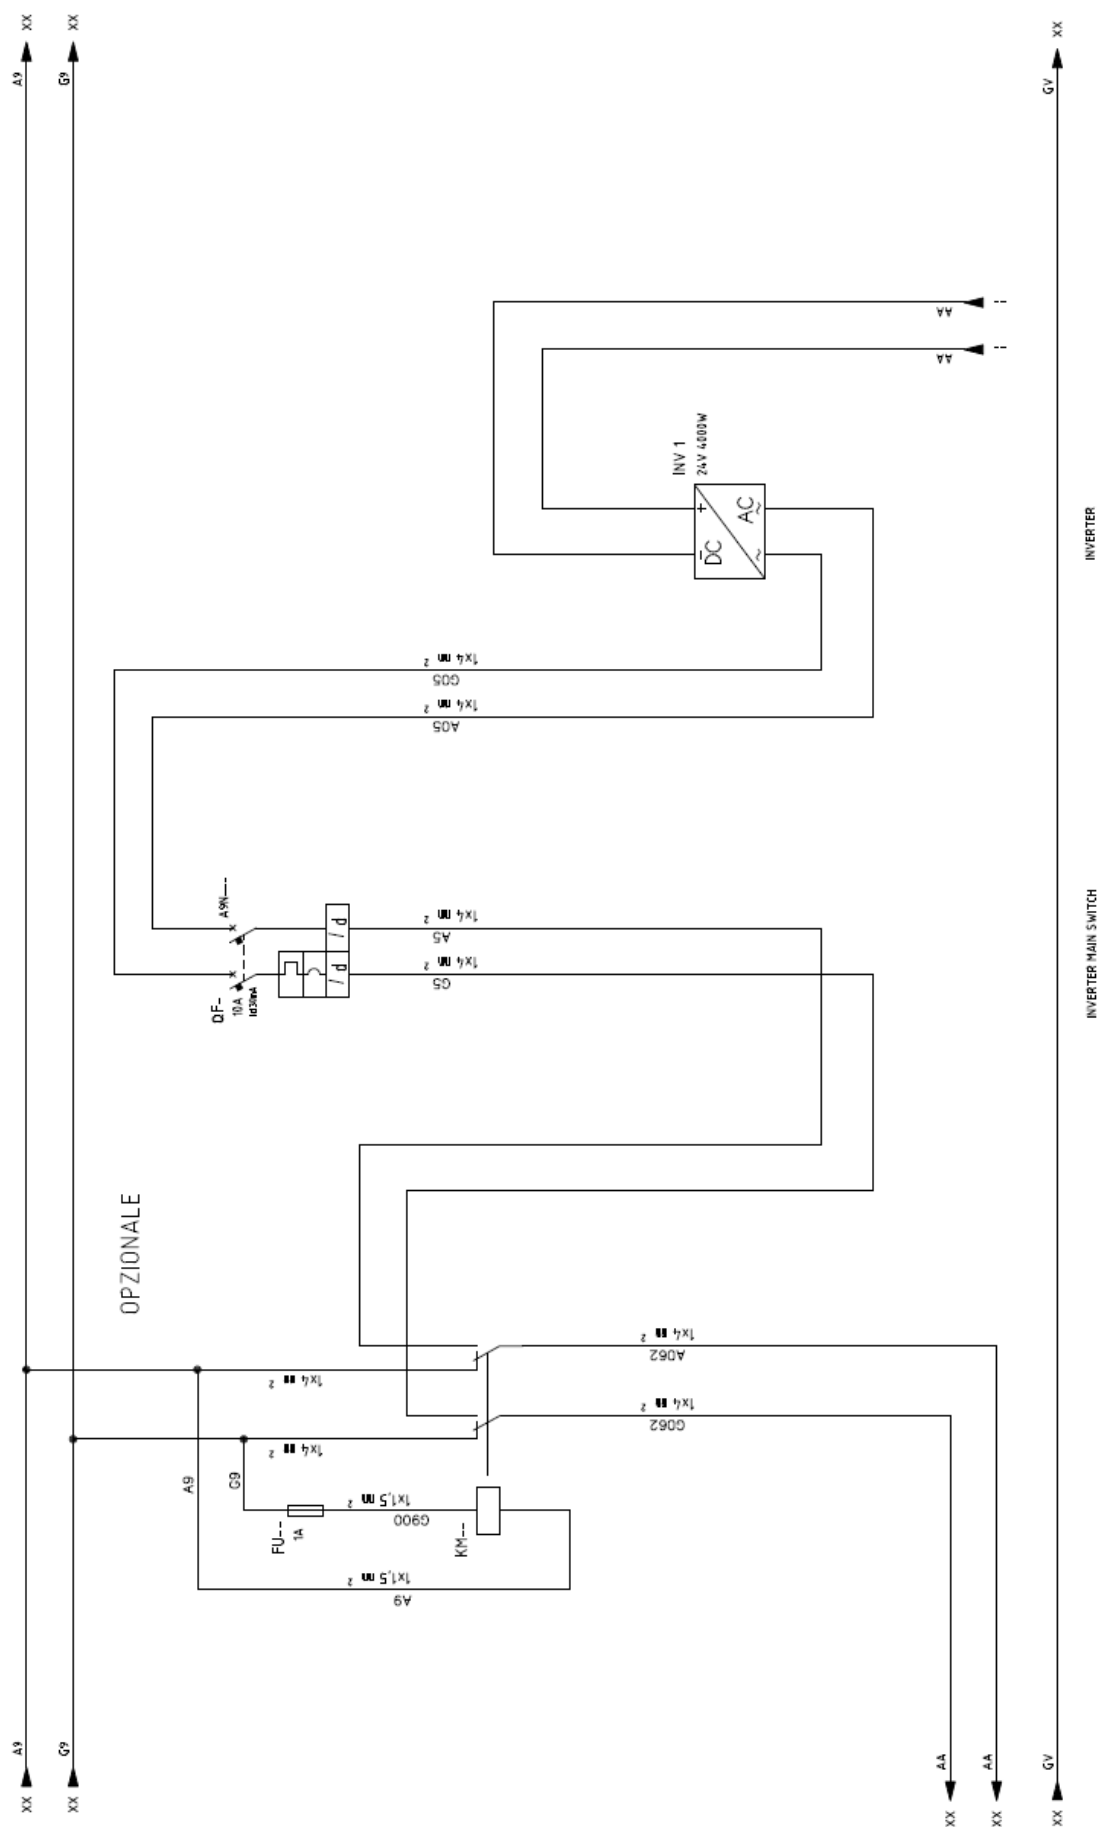 XX
XX
XX
A9
G9
GV
AA
AA
--
--
INV 1
24V 4000W
+
-
DC
AC
~
~
INVERTER
1x4 mm²
G05
1x4 mm²
A05
A9N---
QF-
10A
Id30mA
I d
I d
1x4 mm²
A5
1x4 mm²
G5
INVERTER MAIN SWITCH
OPZIONALE
1x4 mm²
A062
1x4 mm²
G062
1x4 mm²
1x4 mm²
A9
G9
FU--
1A
1x1,5 mm²
G900
KM--
1x1,5 mm²
A9
A9
G9
AA
AA
GV
XX
XX
XX
XX
XX